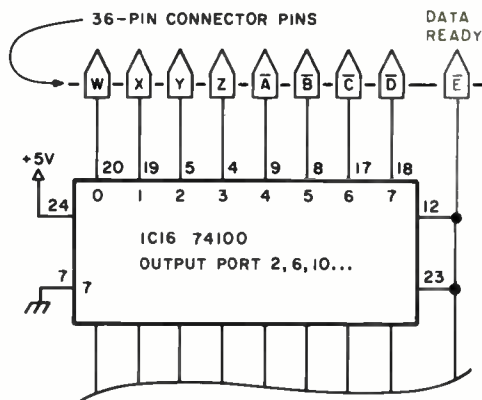 36-PIN CONNECTOR PINS
DATA
READY
W X Y Z A̅ B̅ C̅ D̅ E̅
+5V
20 19 5 4 9 8 17 18
24
0 1 2 3 4 5 6 7
12
IC16 74100
OUTPUT PORT 2, 6, 10...
7 7
23